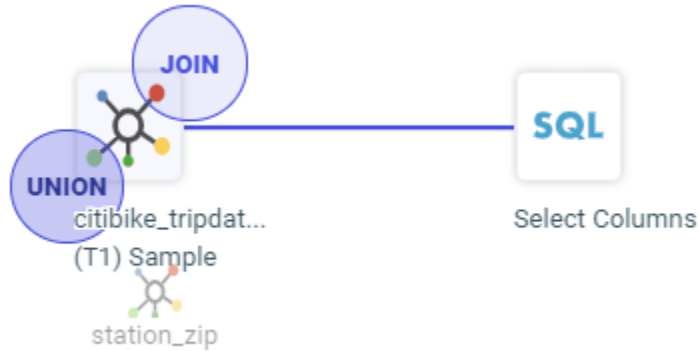 JOIN
SQL
UNION
citibike_tripdat...
Select Columns
(T1) Sample
station_zip